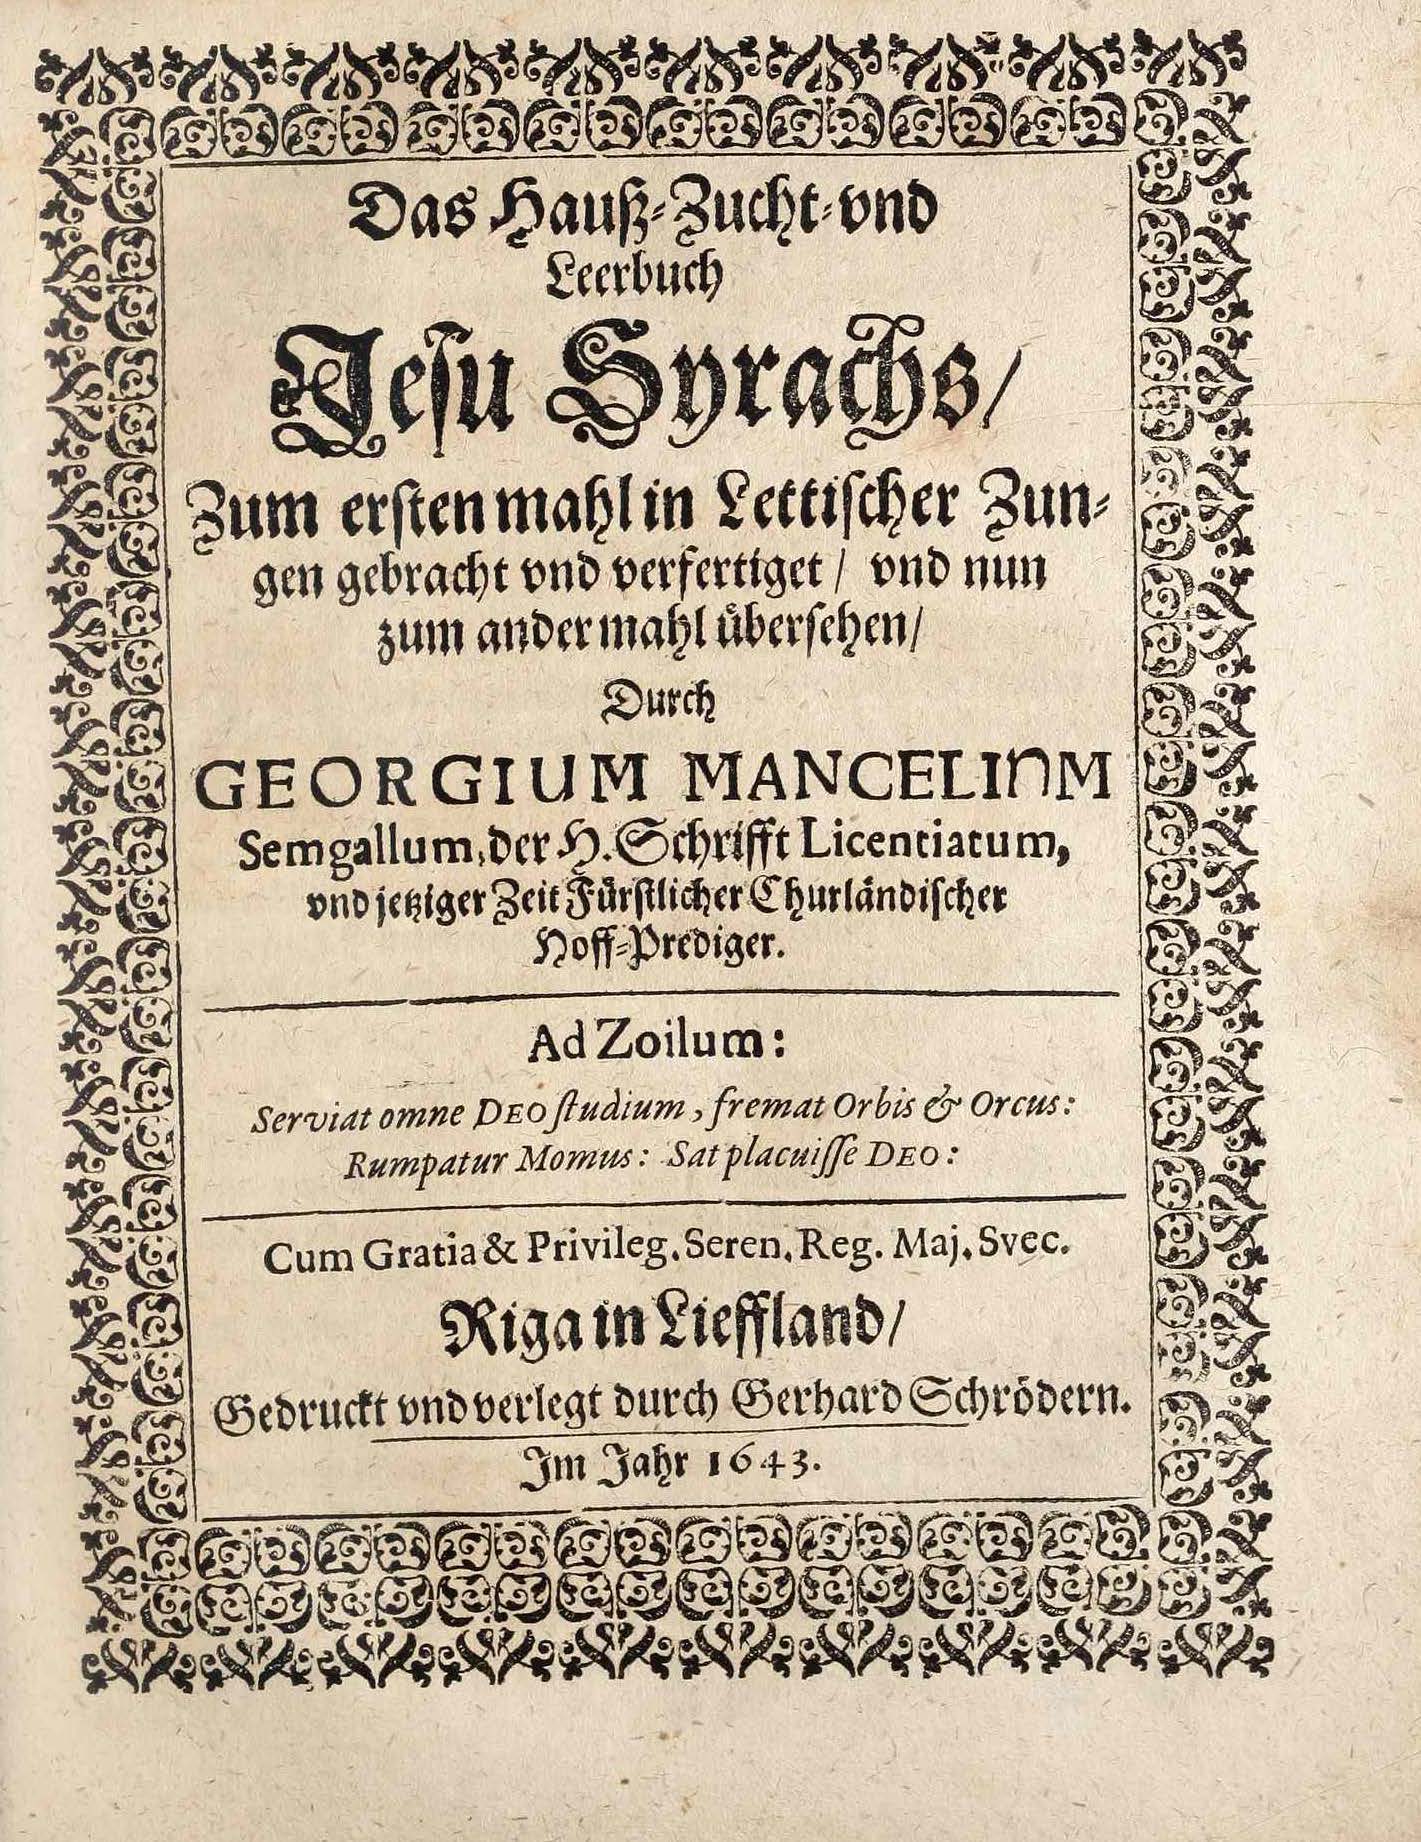 Das Hauß-Zucht-vnd
Leerbuch
Jesu Syrachs/
Zum ersten mahl in Lettischer Zun-
gen gebracht vnd verfertiget/ vnd nun
zum ander mahl übersehen/
Durch
GEORGIUM MANCELIUM
Semgallum, der H. Schrifft Licentiatum,
vnd jetziger Zeit Fürstlicher Churländischer
Hoff-Prediger.
Ad Zoilum:
Serviat omne DEO studium, fremat Orbis & Orcus:
Rumpatur Momus: Sat placuisse DEO:
Cum Gratia & Privileg. Seren. Reg. Maj. Svec.
Riga in Lieffland/
Gedruckt vnd verlegt durch Gerhard Schrödern.
Im Jahr 1643.